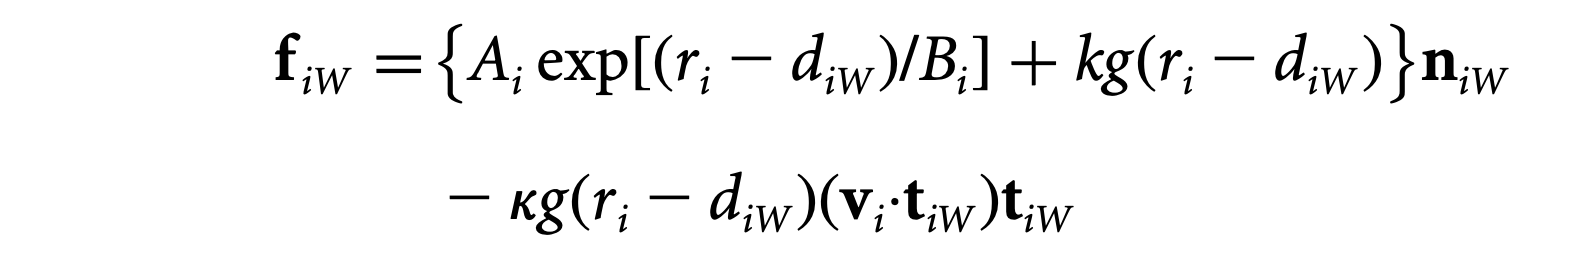 𝐟_{iW} = {A_i exp[(r_i − d_{iW})/B_i] + kg(r_i − d_{iW})}𝐧_{iW}
− κg(r_i − d_{iW})(𝐯_i·𝐭_{iW})𝐭_{iW}